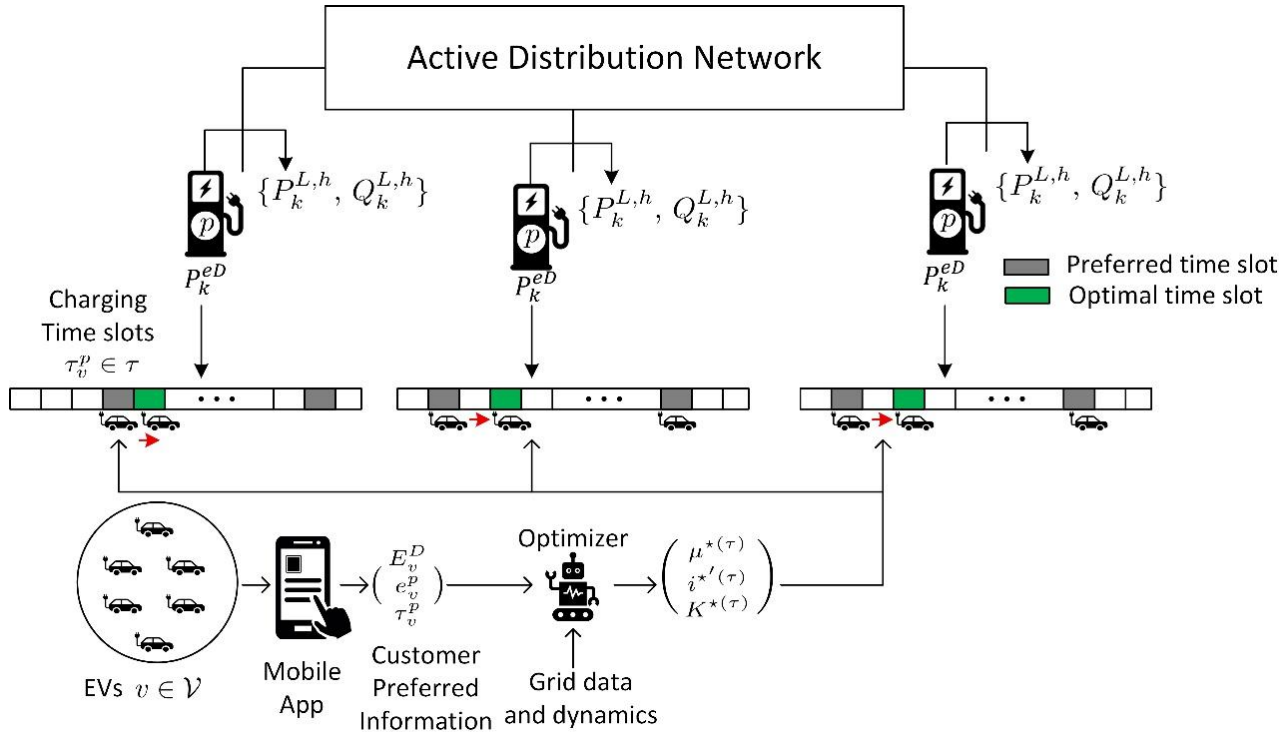 Active Distribution Network
{P_k^{L,h}, Q_k^{L,h}}
{P_k^{L,h}, Q_k^{L,h}}
{P_k^{L,h}, Q_k^{L,h}}
p
p
p
P_k^{eD}
P_k^{eD}
P_k^{eD}
Preferred time slot
Optimal time slot
Charging
Time slots
τ_v^p ∈ τ
• • •
• • •
• • •
E_v^D
e_v^p
τ_v^p
Optimizer
μ^{⋆(τ)}
i^{⋆′(τ)}
K^{⋆(τ)}
EVs v ∈ 𝒱
Mobile
App
Customer
Preferred
Information
Grid data
and dynamics